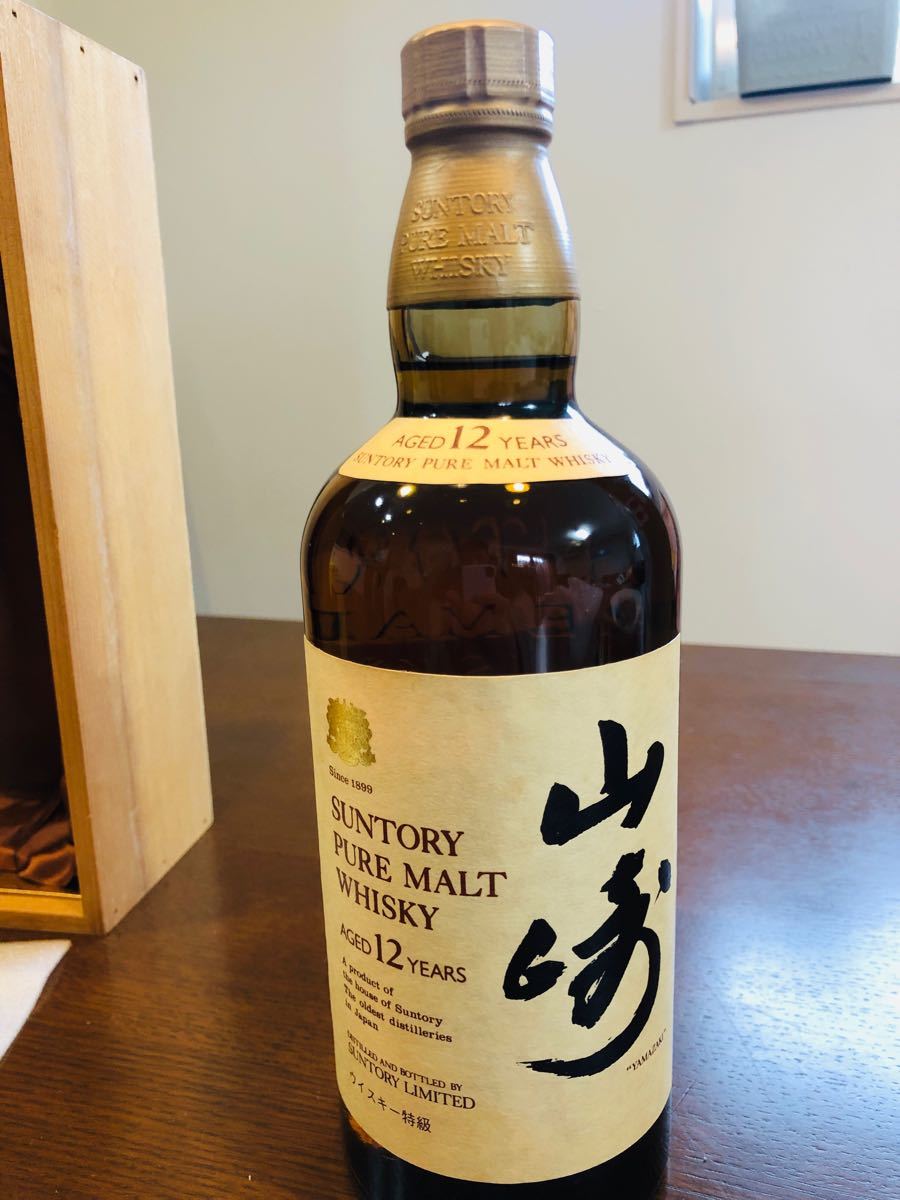 SUNTORY
PURE MALT
WHISKY
AGED 12 YEARS
SUNTORY PURE MALT WHISKY
Since 1899
SUNTORY
PURE MALT
WHISKY
AGED 12 YEARS
A product of
the house of Suntory
The oldest distilleries
in Japan
DISTILLED AND BOTTLED BY
SUNTORY LIMITED
ウイスキー特級
山崎
"YAMAZAKI"